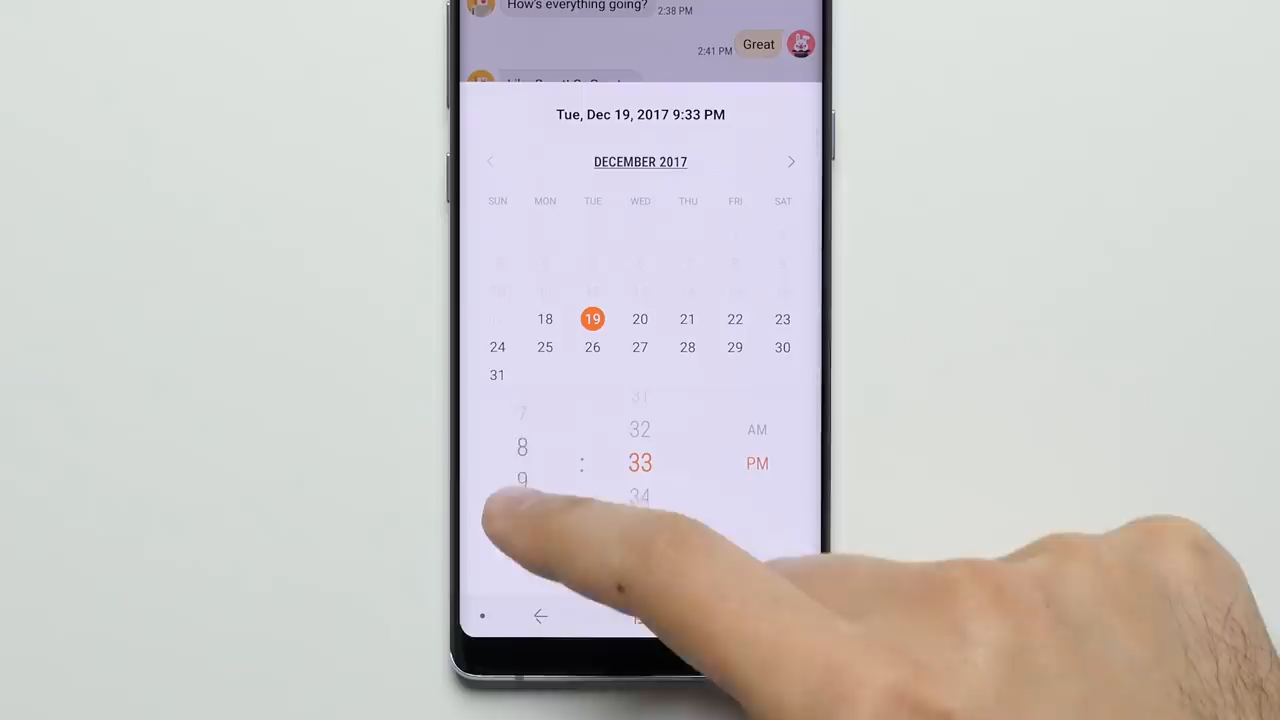 How's everything going?
2:38 PM
2:41 PM Great
Tue, Dec 19, 2017 9:33 PM
DECEMBER 2017
SUN MON TUE WED THU FRI SAT
18 19 20 21 22 23
24 25 26 27 28 29 30
31
31
7
32 AM
8
: 33 PM
9
34